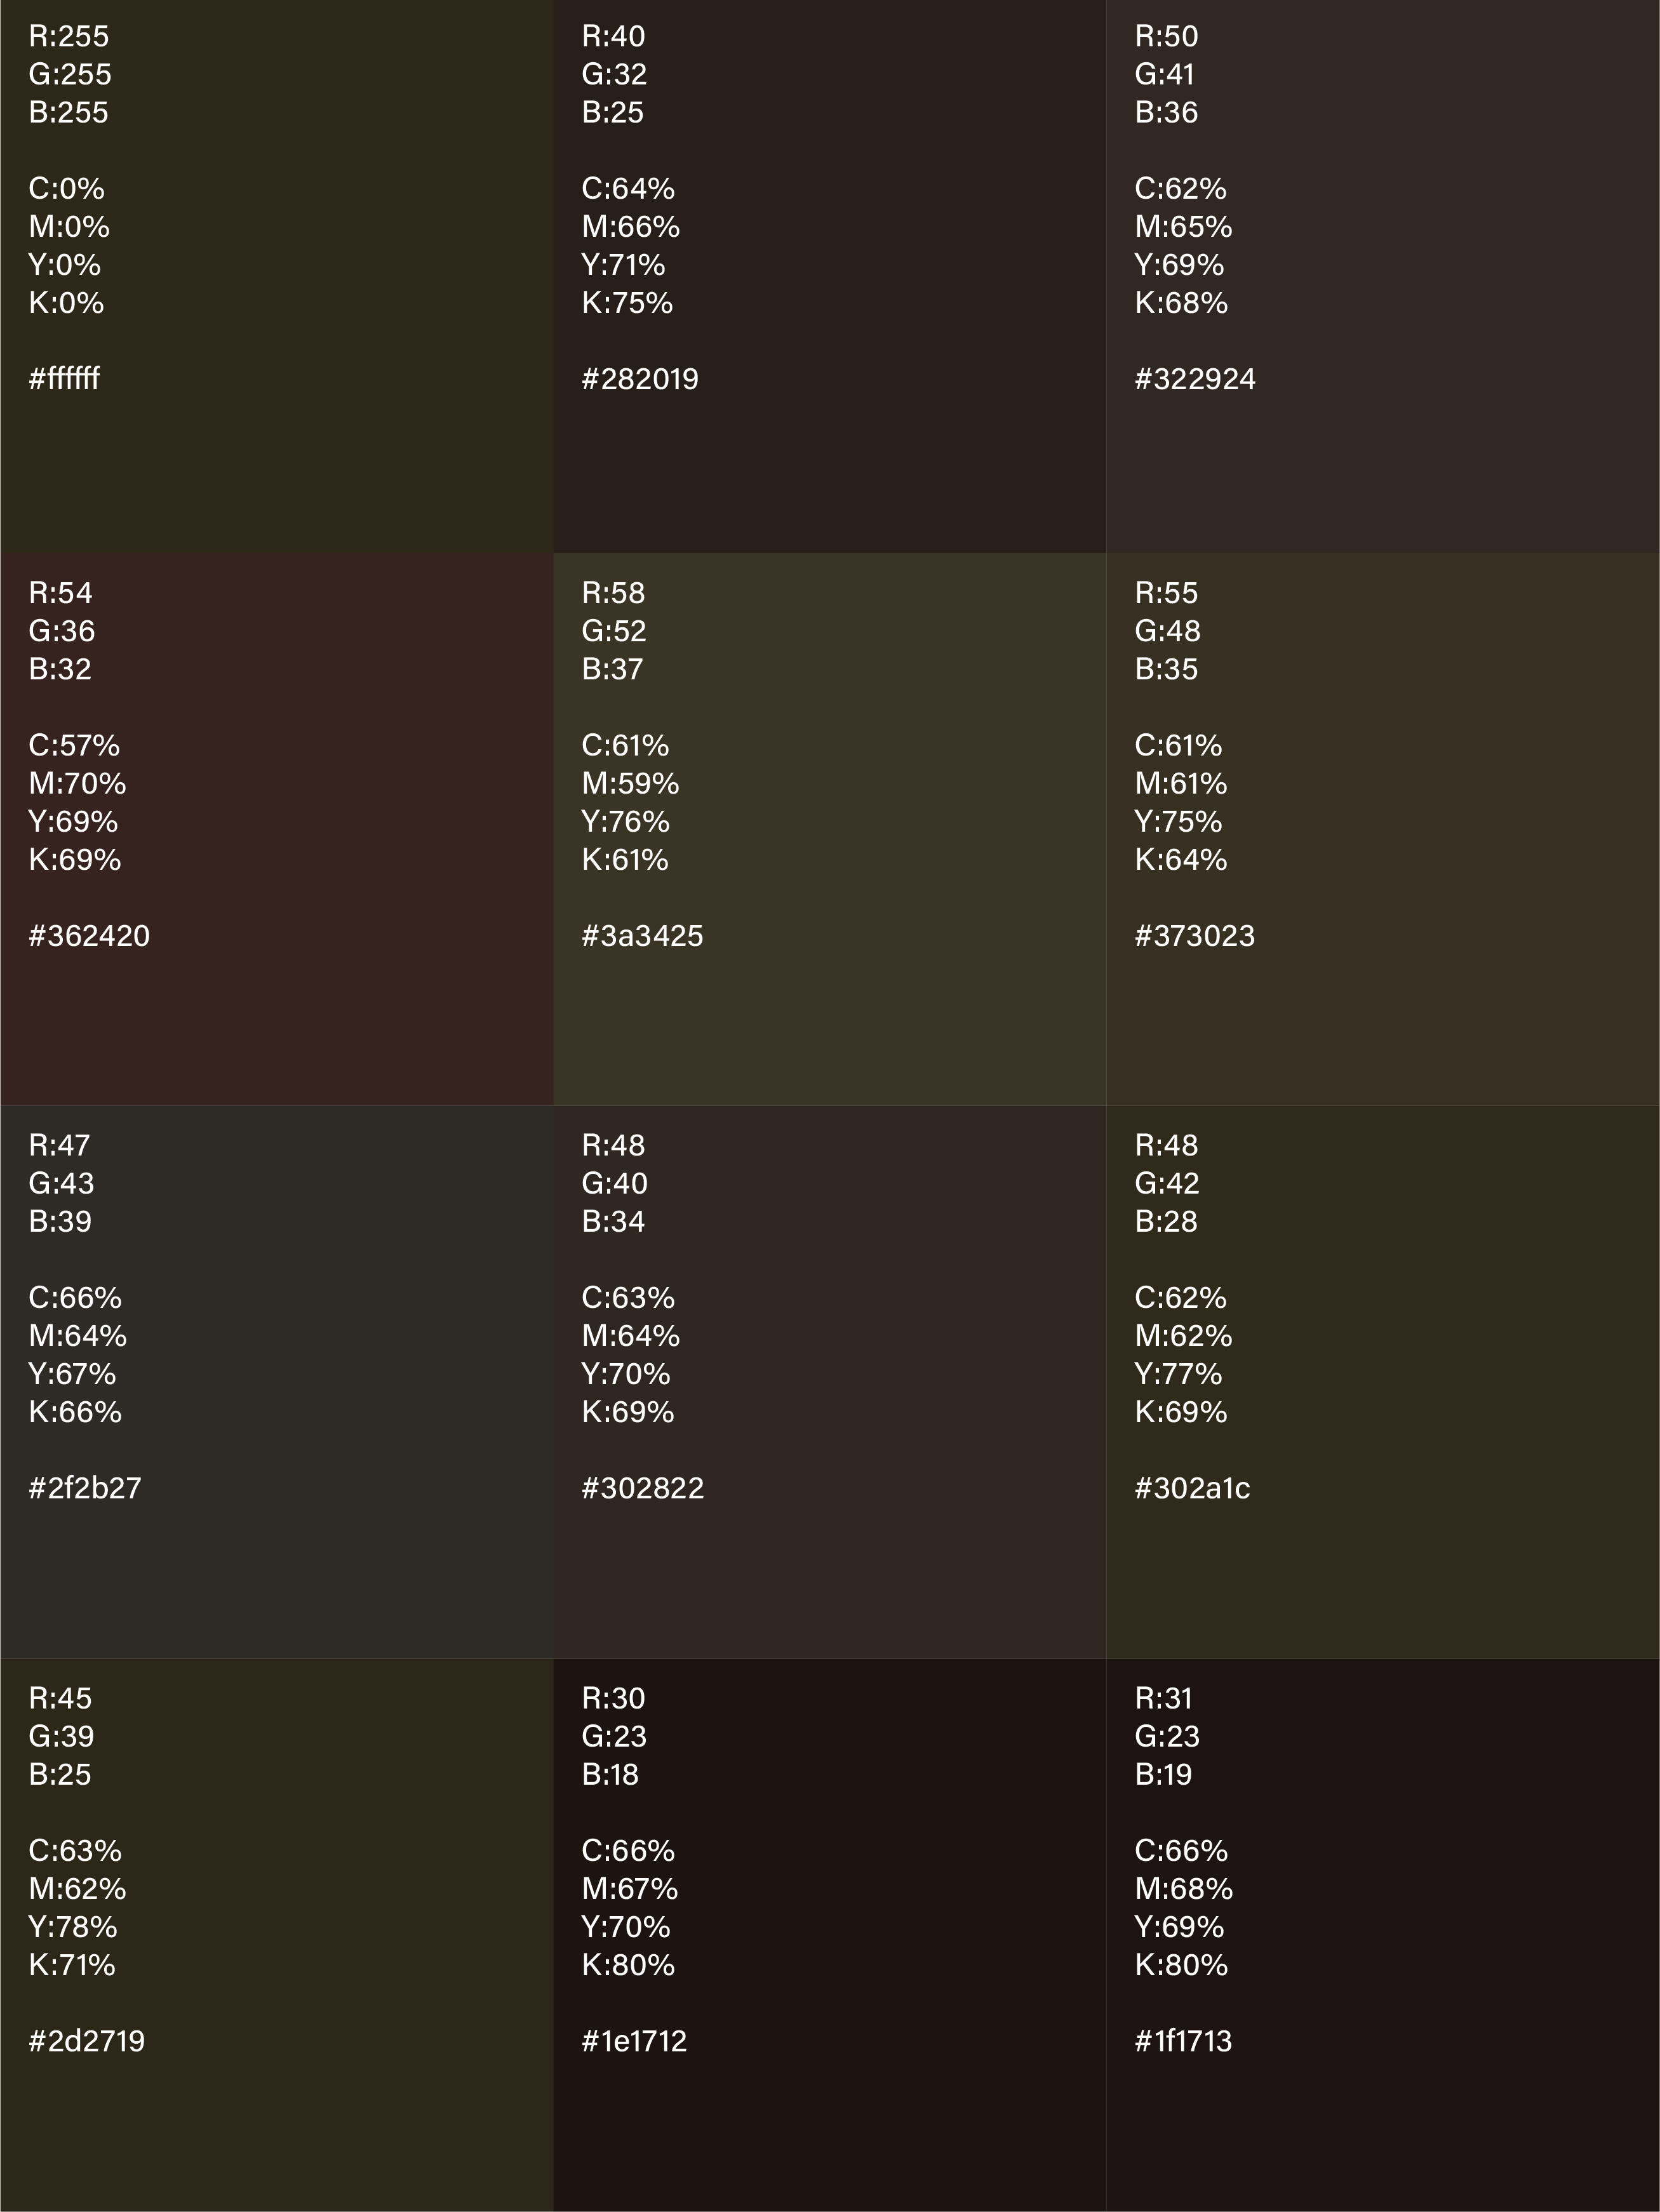 R:255
G:255
B:255
C:0%
M:0%
Y:0%
K:0%
#ffffff
R:40
G:32
B:25
C:64%
M:66%
Y:71%
K:75%
#282019
R:50
G:41
B:36
C:62%
M:65%
Y:69%
K:68%
#322924
R:54
G:36
B:32
C:57%
M:70%
Y:69%
K:69%
#362420
R:58
G:52
B:37
C:61%
M:59%
Y:76%
K:61%
#3a3425
R:55
G:48
B:35
C:61%
M:61%
Y:75%
K:64%
#373023
R:47
G:43
B:39
C:66%
M:64%
Y:67%
K:66%
#2f2b27
R:48
G:40
B:34
C:63%
M:64%
Y:70%
K:69%
#302822
R:48
G:42
B:28
C:62%
M:62%
Y:77%
K:69%
#302a1c
R:45
G:39
B:25
C:63%
M:62%
Y:78%
K:71%
#2d2719
R:30
G:23
B:18
C:66%
M:67%
Y:70%
K:80%
#1e1712
R:31
G:23
B:19
C:66%
M:68%
Y:69%
K:80%
#1f1713